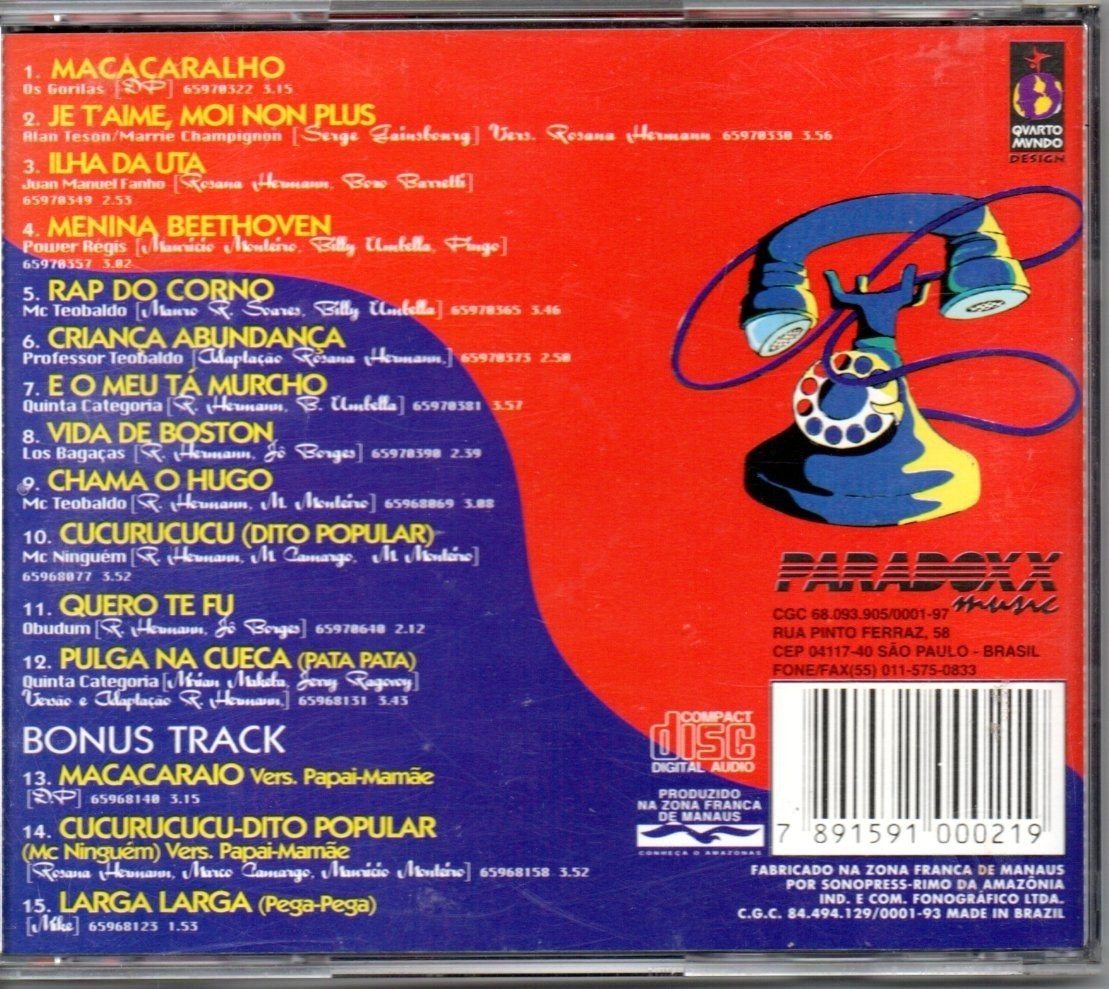 1. MACACARALHO
Os Gorilas [DP] 65970322 3.15
2. JE T'AIME, MOI NON PLUS
Alan Teson/Marrie Champignon [Serge Gainsbourg] Vers. Rosana Hermann 65970330 3.56
3. ILHA DA UTA
Juan Manuel Fanho [Rosana Hermann, Bozo Barretti]
65970349 2.53
4. MENINA BEETHOVEN
Power Régis [Maurício Monteiro, Billy Umbella, Pingo]
65970357 3.02
5. RAP DO CORNO
Mc Teobaldo [Mauro R. Soares, Billy Umbella] 65970365 3.46
6. CRIANÇA ABUNDANÇA
Professor Teobaldo [Adaptação Rosana Hermann,] 65970373 2.50
7. E O MEU TÁ MURCHO
Quinta Categoria [R. Hermann, B. Umbella] 65970381 3.57
8. VIDA DE BOSTON
Los Bagaças [R. Hermann, Jô Borges] 65970390 2.39
9. CHAMA O HUGO
Mc Teobaldo [R. Hermann, M. Monteiro] 65968069 3.08
10. CUCURUCUCU (DITO POPULAR)
Mc Ninguém [R. Hermann, M. Camargo, M. Monteiro]
65968077 3.52
11. QUERO TE FU
Obudum [R. Hermann, Jô Borges] 65970640 2.12
12. PULGA NA CUECA (PATA PATA)
Quinta Categoria [Mirian Makeba, Jerry Ragovoy]
Versão e Adaptação R. Hermann,] 65968131 3.43
BONUS TRACK
13. MACACARAIO Vers. Papai-Mamãe
[DP] 65968140 3.15
14. CUCURUCUCU-DITO POPULAR
(Mc Ninguém) Vers. Papai-Mamãe
[Rosana Hermann, Marco Camargo, Maurício Monteiro] 65968158 3.52
15. LARGA LARGA (Pega-Pega)
[Mike] 65968123 1.53
QVARTO
MVNDO
DESIGN
PARADOXX
music
CGC 68.093.905/0001-97
RUA PINTO FERRAZ, 58
CEP 04117-40 SÃO PAULO - BRASIL
FONE/FAX(55) 011-575-0833
COMPACT
disc
DIGITAL AUDIO
PRODUZIDO
NA ZONA FRANCA
DE MANAUS
CONHEÇA O AMAZONAS
7 891591 000219
FABRICADO NA ZONA FRANCA DE MANAUS
POR SONOPRESS-RIMO DA AMAZÔNIA
IND. E COM. FONOGRÁFICO LTDA.
C.G.C. 84.494.129/0001-93 MADE IN BRAZIL